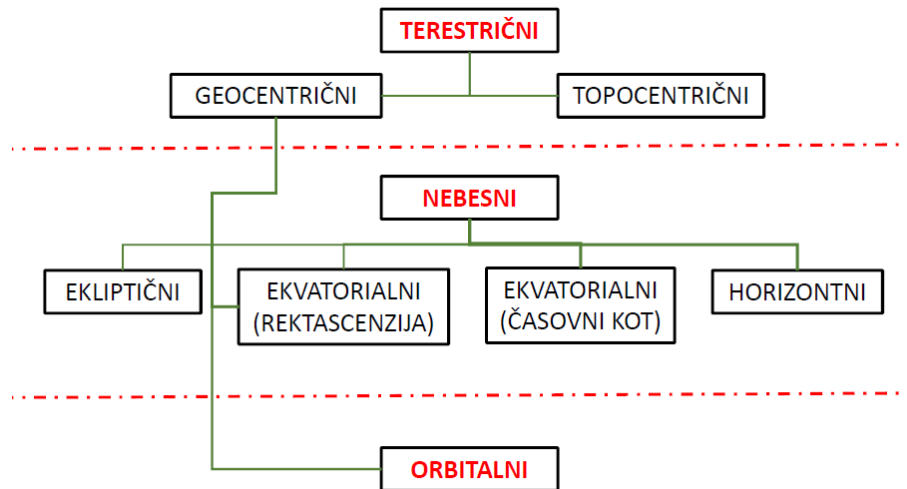 TERESTRIČNI
GEOCENTRIČNI
TOPOCENTRIČNI
NEBESNI
EKLIPTIČNI
EKVATORIALNI
(REKTASCENZIJA)
EKVATORIALNI
(ČASOVNI KOT)
HORIZONTNI
ORBITALNI